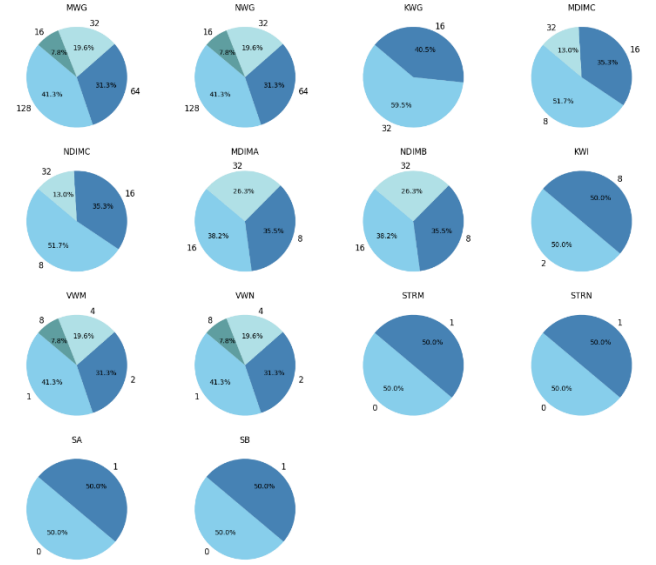 MWG NWG KWG MDIMC
16 32 16 32 16 32
7.8% 19.6% 7.8% 19.6% 40.5% 13.0% 35.3% 16
41.3% 31.3% 64 41.3% 31.3% 64 59.5% 51.7%
128 128 32 8
NDIMC MDIMA NDIMB KWI
32 32 32 8
13.0% 35.3% 16 26.3% 26.3% 50.0%
51.7% 38.2% 35.5% 38.2% 35.5% 50.0%
8 16 8 16 8 2
VWM VWN STRM STRN
8 4 8 4 1 1
7.8% 19.6% 7.8% 19.6% 50.0% 50.0%
41.3% 31.3% 2 41.3% 31.3% 2 50.0% 50.0%
1 1 0 0
SA SB
1 1
50.0% 50.0%
50.0% 50.0%
0 0